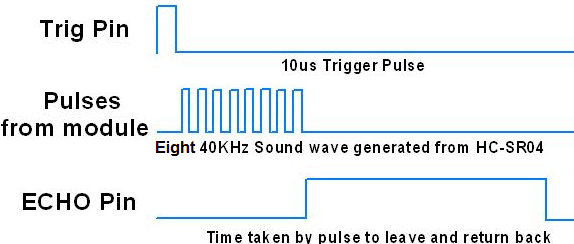 Trig Pin
10us Trigger Pulse
Pulses
from module
Eight 40KHz Sound wave generated from HC-SR04
ECHO Pin
Time taken by pulse to leave and return back